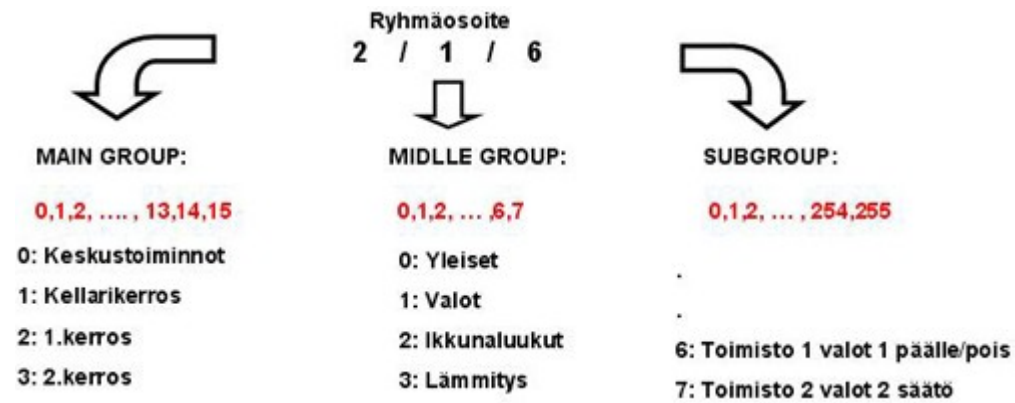 Ryhmäosoite
2 / 1 / 6
MAIN GROUP:
0,1,2, .... , 13,14,15
0: Keskustoiminnot
1: Kellarikerros
2: 1.kerros
3: 2.kerros
MIDLLE GROUP:
0,1,2, ... ,6,7
0: Yleiset
1: Valot
2: Ikkunaluukut
3: Lämmitys
SUBGROUP:
0,1,2, ... , 254,255
.
.
6: Toimisto 1 valot 1 päälle/pois
7: Toimisto 2 valot 2 säätö